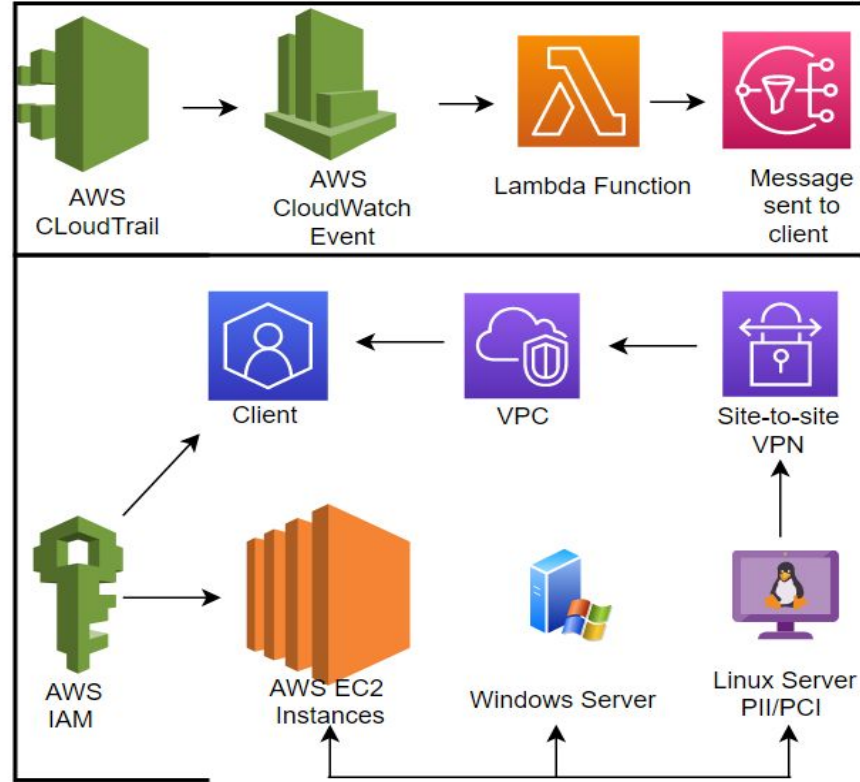 AWS
CLoudTrail
AWS
CloudWatch
Event
Lambda Function
Message
sent to
client
Client
VPC
Site-to-site
VPN
AWS
IAM
AWS EC2
Instances
Windows Server
Linux Server
PII/PCI